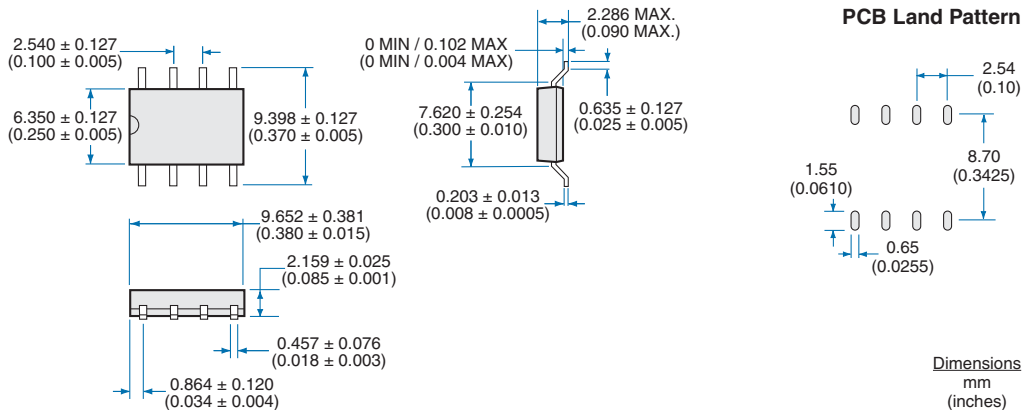 2.540 ± 0.127
(0.100 ± 0.005)
6.350 ± 0.127
(0.250 ± 0.005)
9.398 ± 0.127
(0.370 ± 0.005)
9.652 ± 0.381
(0.380 ± 0.015)
2.159 ± 0.025
(0.085 ± 0.001)
0.457 ± 0.076
(0.018 ± 0.003)
0.864 ± 0.120
(0.034 ± 0.004)
2.286 MAX.
(0.090 MAX.)
0 MIN / 0.102 MAX
(0 MIN / 0.004 MAX)
7.620 ± 0.254
(0.300 ± 0.010)
0.635 ± 0.127
(0.025 ± 0.005)
0.203 ± 0.013
(0.008 ± 0.0005)
PCB Land Pattern
2.54
(0.10)
8.70
(0.3425)
1.55
(0.0610)
0.65
(0.0255)
Dimensions
mm
(inches)